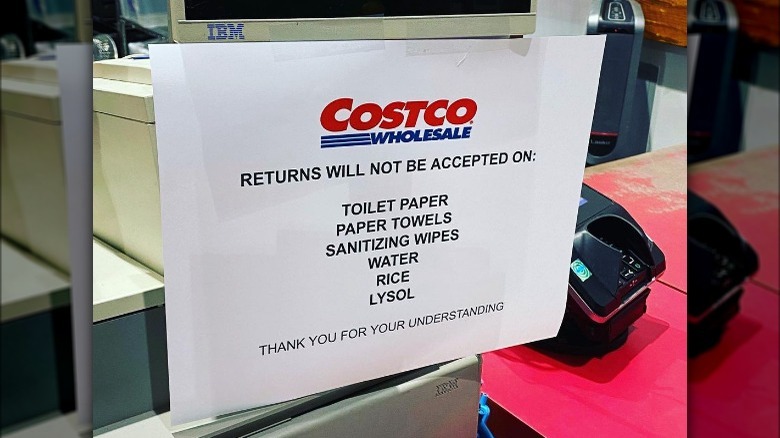 IBM
COSTCO
WHOLESALE
RETURNS WILL NOT BE ACCEPTED ON:
TOILET PAPER
PAPER TOWELS
SANITIZING WIPES
WATER
RICE
LYSOL
THANK YOU FOR YOUR UNDERSTANDING
IBM